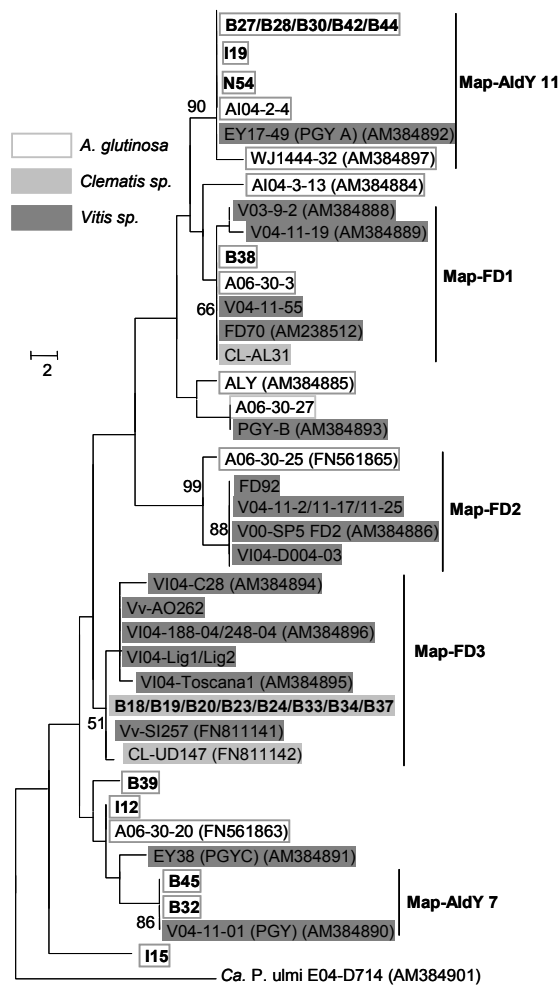 B27/B28/B30/B42/B44
I19
N54
Map-AldY 11
90
AI04-2-4
EY17-49 (PGY A) (AM384892)
WJ1444-32 (AM384897)
A. glutinosa
Clematis sp.
Vitis sp.
AI04-3-13 (AM384884)
V03-9-2 (AM384888)
V04-11-19 (AM384889)
B38
Map-FD1
A06-30-3
66
V04-11-55
FD70 (AM238512)
CL-AL31
2
ALY (AM384885)
A06-30-27
PGY-B (AM384893)
A06-30-25 (FN561865)
99
FD92
V04-11-2/11-17/11-25
Map-FD2
88
V00-SP5 FD2 (AM384886)
VI04-D004-03
VI04-C28 (AM384894)
Vv-AO262
VI04-188-04/248-04 (AM384896)
Map-FD3
VI04-Lig1/Lig2
VI04-Toscana1 (AM384895)
B18/B19/B20/B23/B24/B33/B34/B37
51
Vv-SI257 (FN811141)
CL-UD147 (FN811142)
B39
I12
A06-30-20 (FN561863)
EY38 (PGYC) (AM384891)
B45
B32
Map-AldY 7
86
V04-11-01 (PGY) (AM384890)
I15
Ca. P. ulmi E04-D714 (AM384901)